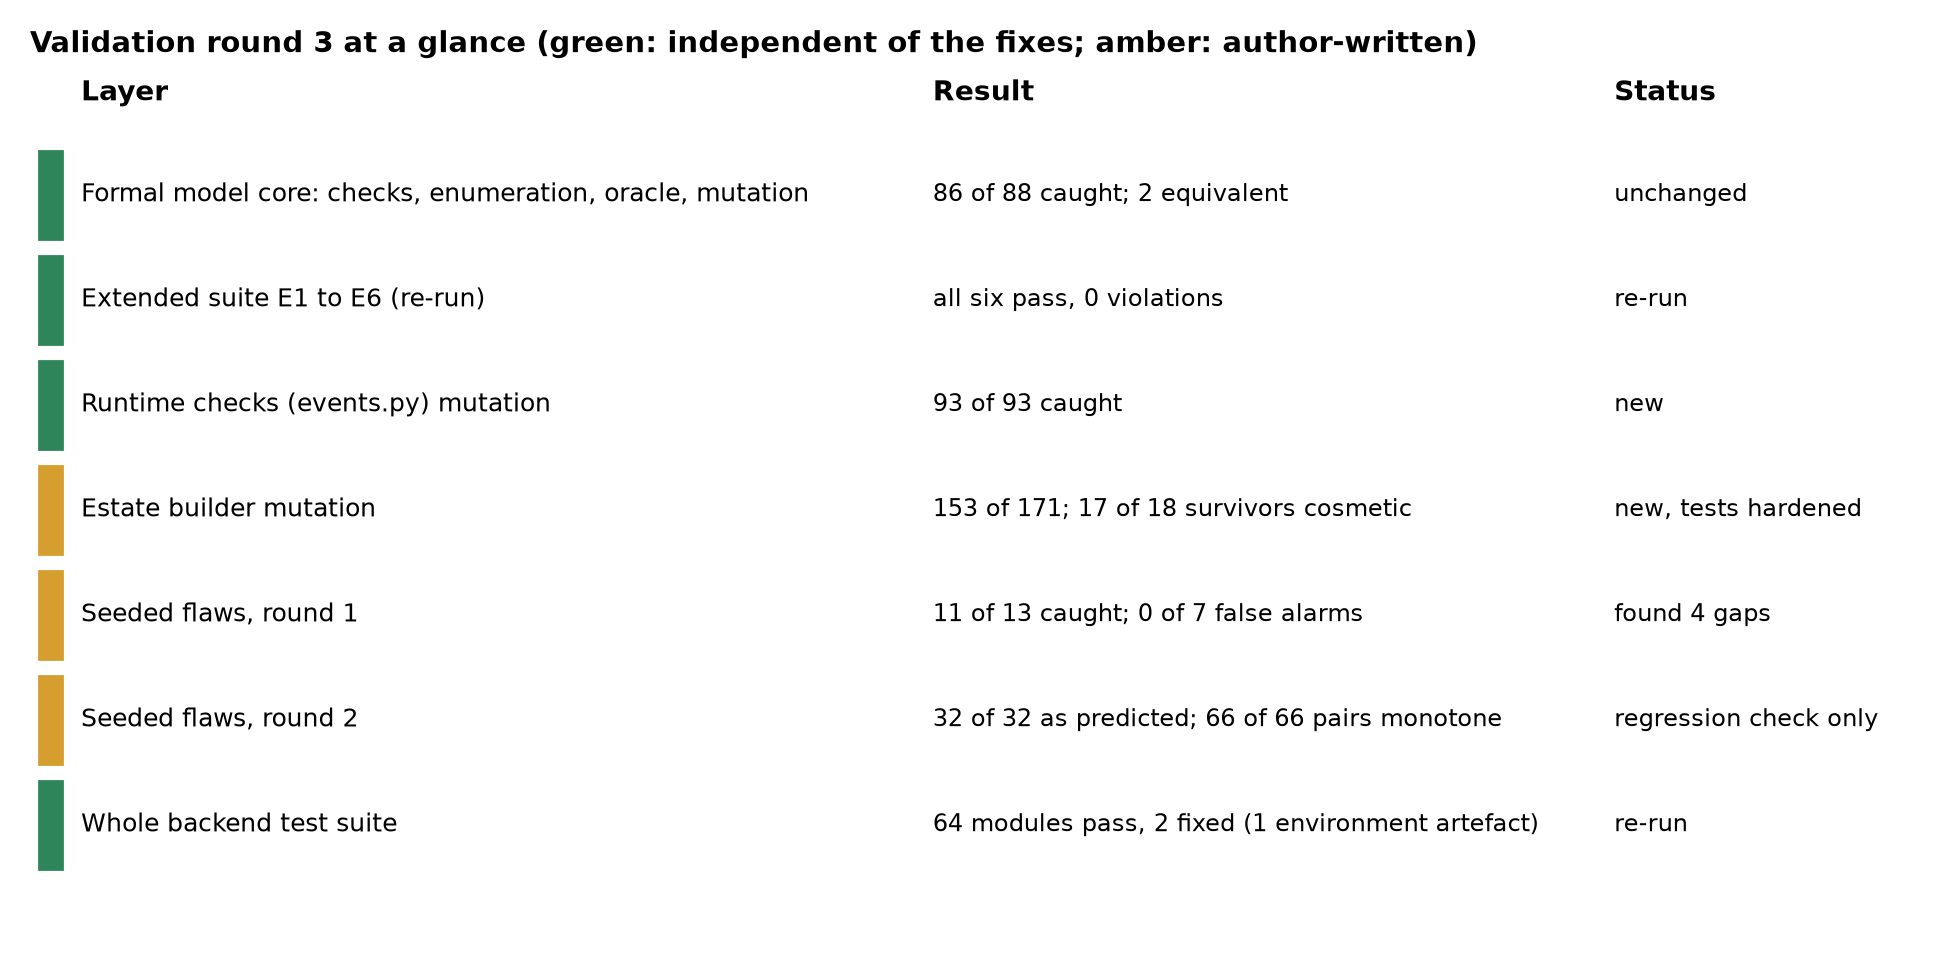 Validation round 3 at a glance (green: independent of the fixes; amber: author-written)
Layer Result Status
Formal model core: checks, enumeration, oracle, mutation 86 of 88 caught; 2 equivalent unchanged
Extended suite E1 to E6 (re-run) all six pass, 0 violations re-run
Runtime checks (events.py) mutation 93 of 93 caught new
Estate builder mutation 153 of 171; 17 of 18 survivors cosmetic new, tests hardened
Seeded flaws, round 1 11 of 13 caught; 0 of 7 false alarms found 4 gaps
Seeded flaws, round 2 32 of 32 as predicted; 66 of 66 pairs monotone regression check only
Whole backend test suite 64 modules pass, 2 fixed (1 environment artefact) re-run